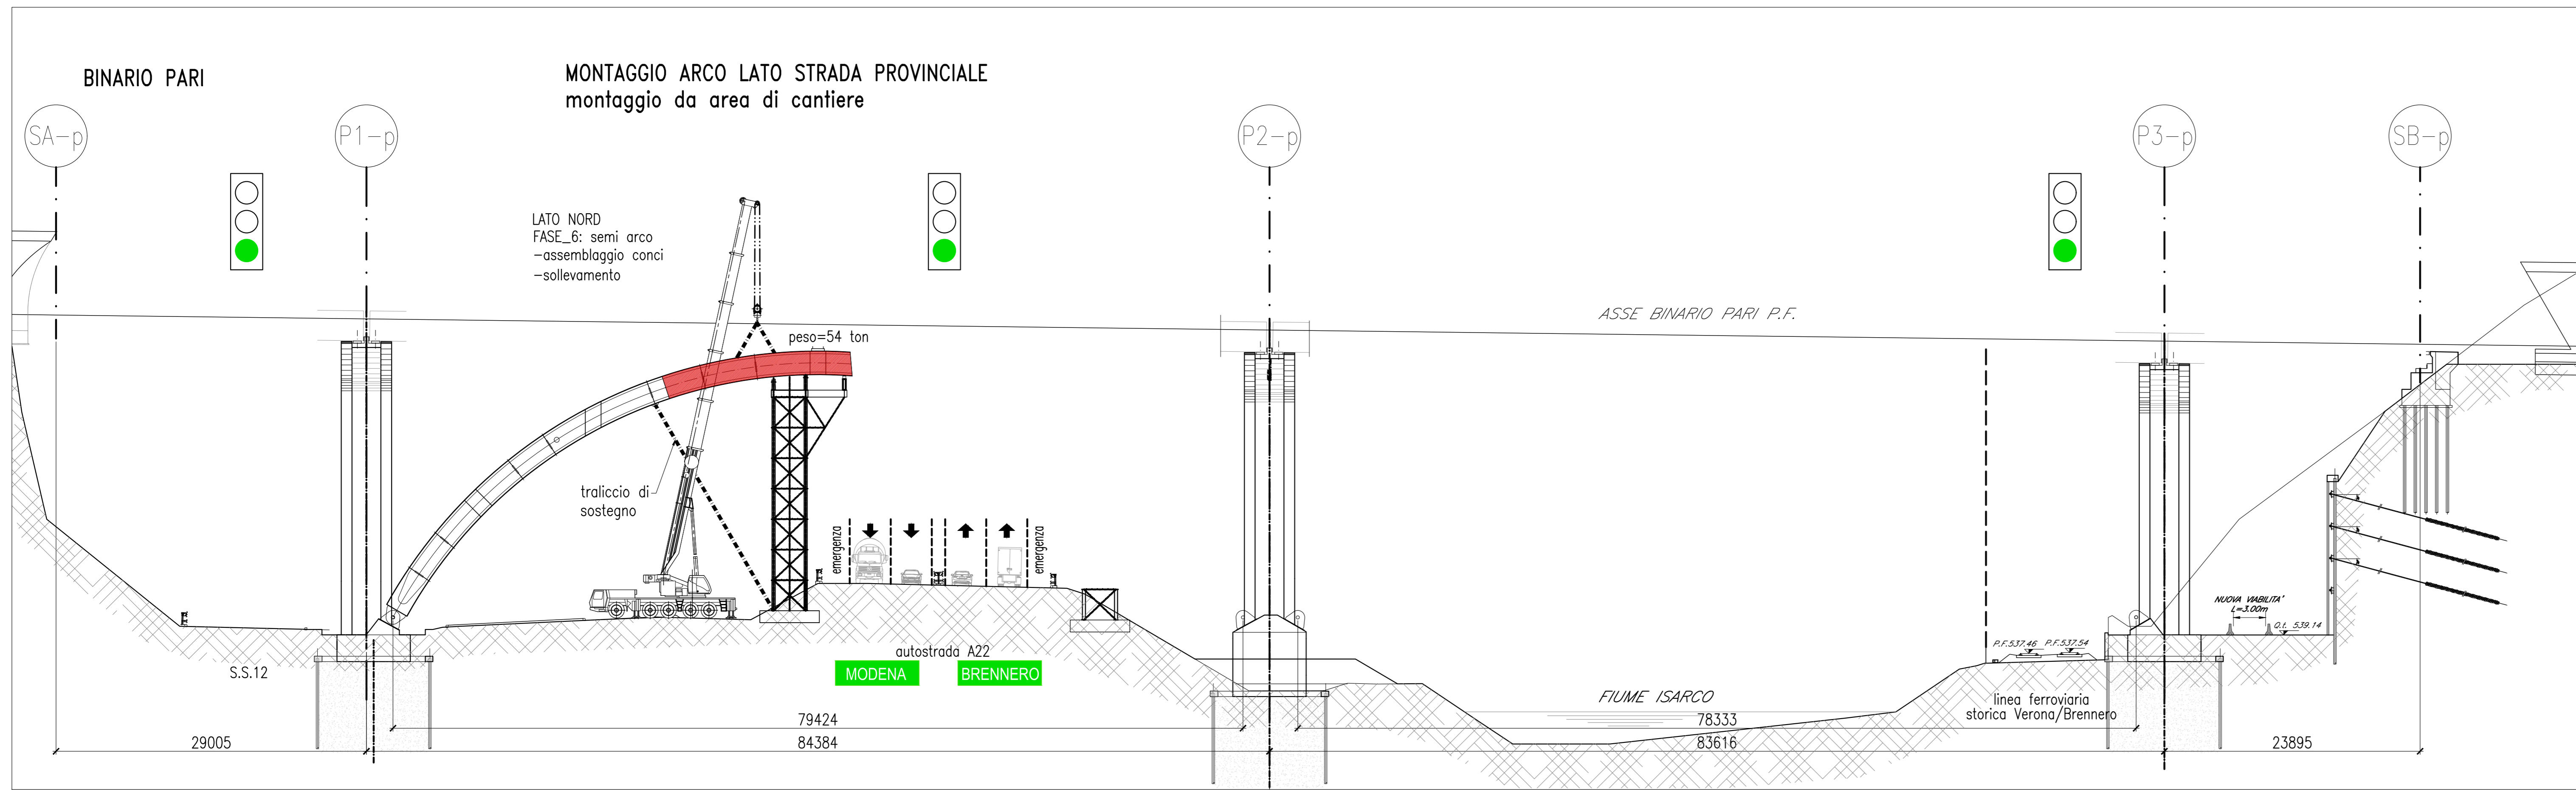 BINARIO PARI
MONTAGGIO ARCO LATO STRADA PROVINCIALE
montaggio da area di cantiere
SA-p
P1-p
P2-p
P3-p
SB-p
LATO NORD
FASE_6: semi arco
-assemblaggio conci
-sollevamento
ASSE BINARIO PARI P.F.
peso=54 ton
traliccio di
sostegno
emergenza
emergenza
NUOVA VIABILITA'
L=3.00m
Q.t. 539.14
P.F.537.46
P.F.537.54
S.S.12
autostrada A22
MODENA
BRENNERO
FIUME ISARCO
linea ferroviaria
storica Verona/Brennero
79424
78333
29005
84384
83616
23895